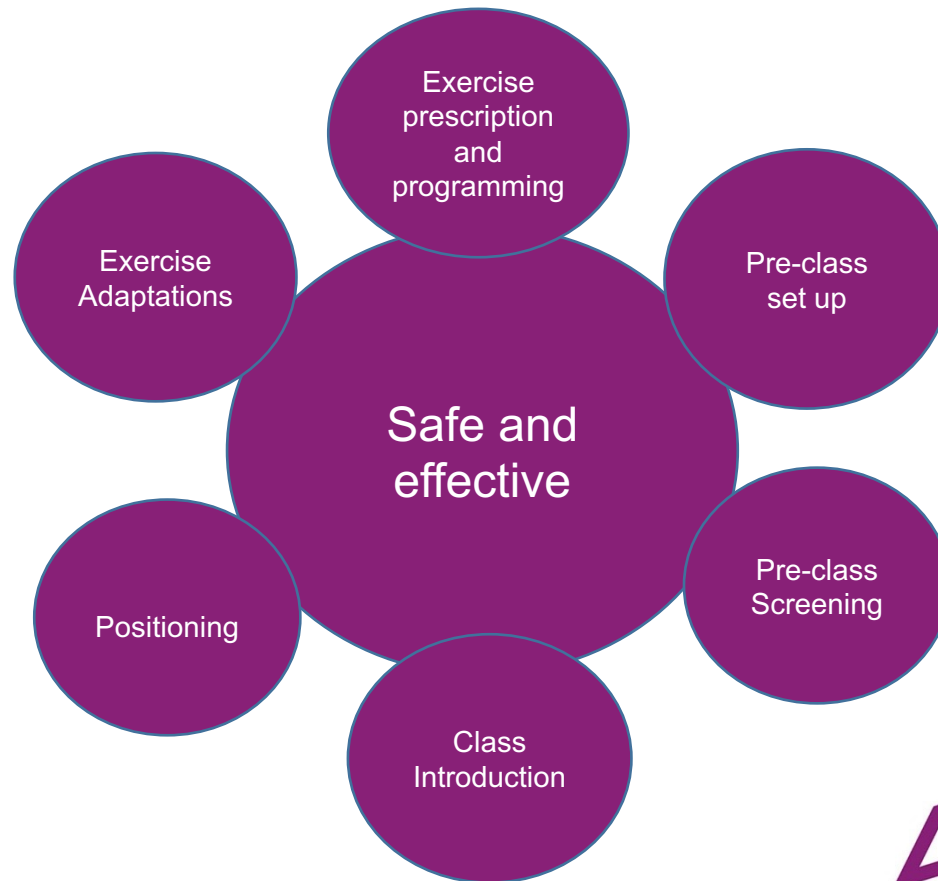 Exercise
prescription
and
programming
Exercise
Adaptations
Pre-class
set up
Safe and
effective
Pre-class
Screening
Positioning
Class
Introduction